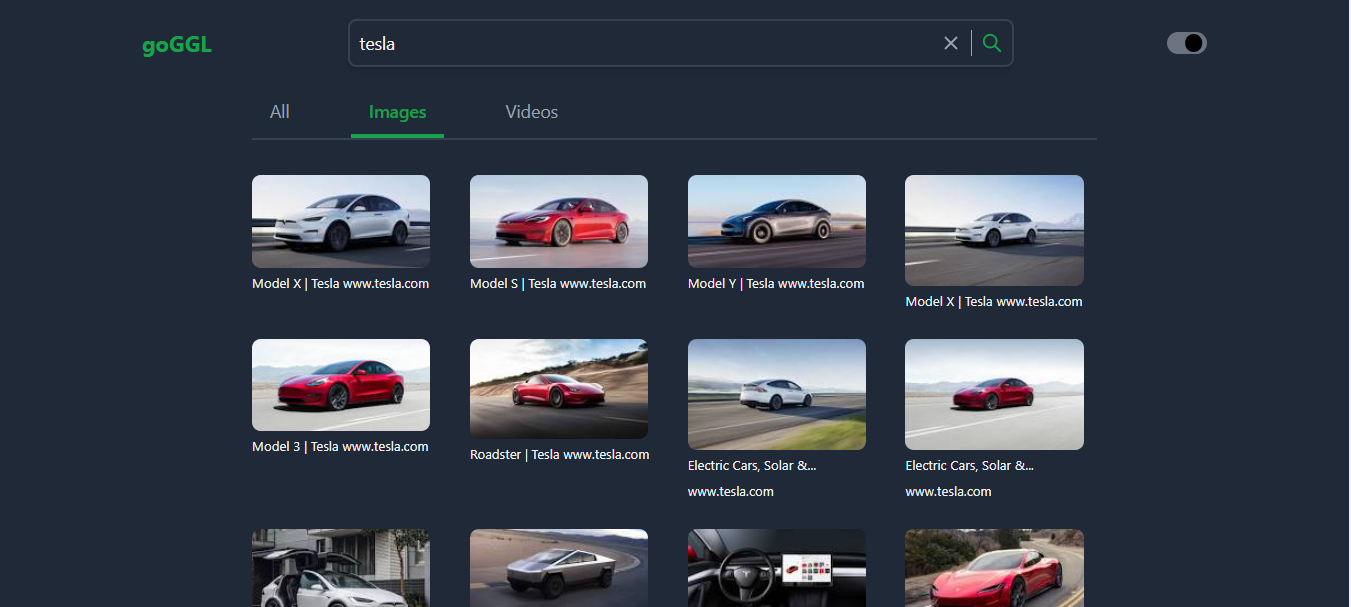 goGGL
tesla
All
Images
Videos
Model X | Tesla www.tesla.com
Model S | Tesla www.tesla.com
Model Y | Tesla www.tesla.com
Model X | Tesla www.tesla.com
Model 3 | Tesla www.tesla.com
Roadster | Tesla www.tesla.com
Electric Cars, Solar &...
www.tesla.com
Electric Cars, Solar &...
www.tesla.com